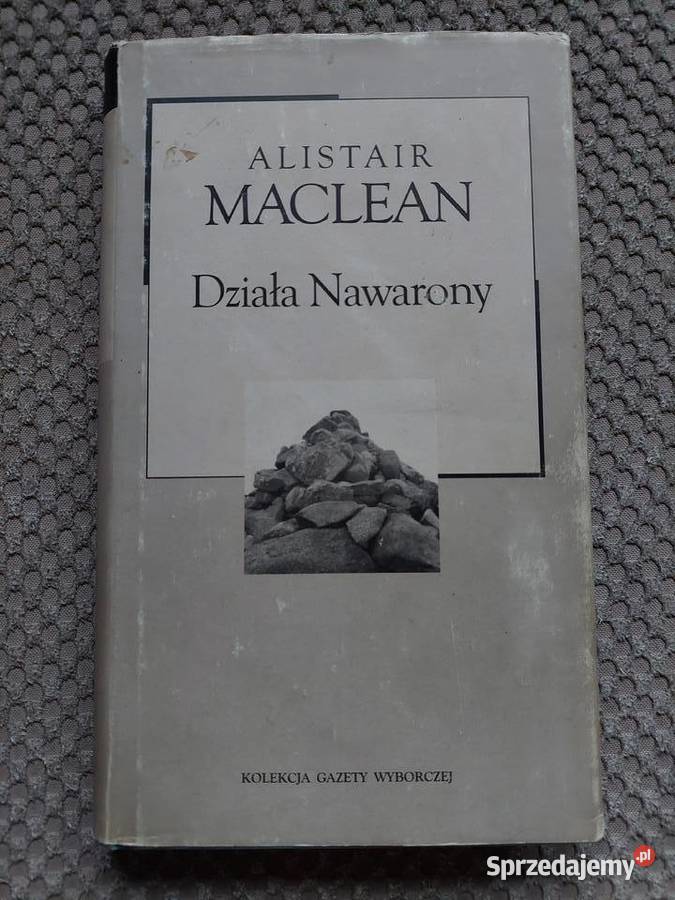 ALISTAIR
MACLEAN
Działa Nawarony
KOLEKCJA GAZETY WYBORCZEJ
Sprzedajemy.pl